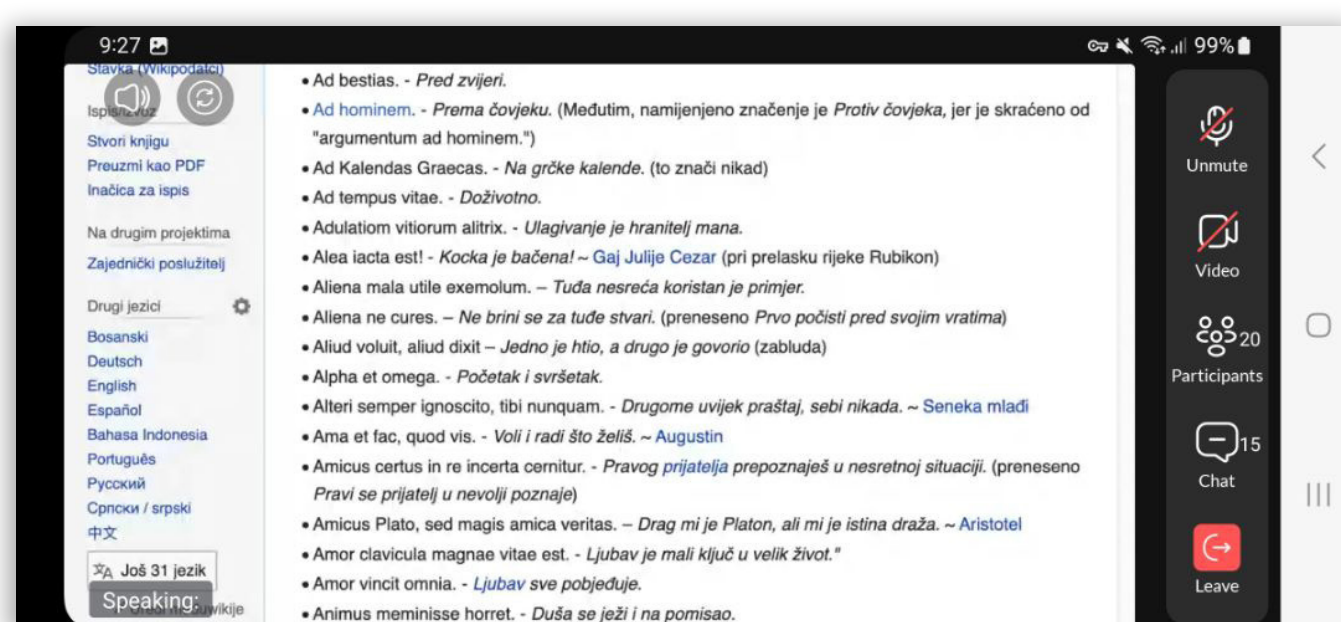 9:27
99%
Stavka (Wikipodatci)
Ispis/izvoz
Stvori knjigu
Preuzmi kao PDF
Inačica za ispis
Na drugim projektima
Zajednički poslužitelj
Drugi jezici
Bosanski
Deutsch
English
Español
Bahasa Indonesia
Português
Русский
Српски / srpski
中文
Još 31 jezik
Speaking:
• Ad bestias. - Pred zvijeri.
• Ad hominem. - Prema čovjeku. (Međutim, namijenjeno značenje je Protiv čovjeka, jer je skraćeno od
"argumentum ad hominem.")
• Ad Kalendas Graecas. - Na grčke kalende. (to znači nikad)
• Ad tempus vitae. - Doživotno.
• Adulatiom vitiorum alitrix. - Ulagivanje je hranitelj mana.
• Alea iacta est! - Kocka je bačena! ~ Gaj Julije Cezar (pri prelasku rijeke Rubikon)
• Aliena mala utile exemolum. – Tuđa nesreća koristan je primjer.
• Aliena ne cures. – Ne brini se za tuđe stvari. (preneseno Prvo počisti pred svojim vratima)
• Aliud voluit, aliud dixit – Jedno je htio, a drugo je govorio (zabluda)
• Alpha et omega. - Početak i svršetak.
• Alteri semper ignoscito, tibi nunquam. - Drugome uvijek praštaj, sebi nikada. ~ Seneka mlađi
• Ama et fac, quod vis. - Voli i radi što želiš. ~ Augustin
• Amicus certus in re incerta cernitur. - Pravog prijatelja prepoznaješ u nesretnoj situaciji. (preneseno
Pravi se prijatelj u nevolji poznaje)
• Amicus Plato, sed magis amica veritas. – Drag mi je Platon, ali mi je istina draža. ~ Aristotel
• Amor clavicula magnae vitae est. - Ljubav je mali ključ u velik život."
• Amor vincit omnia. - Ljubav sve pobjeđuje.
• Animus meminisse horret. - Duša se ježi i na pomisao.
Unmute
Video
20
Participants
15
Chat
Leave